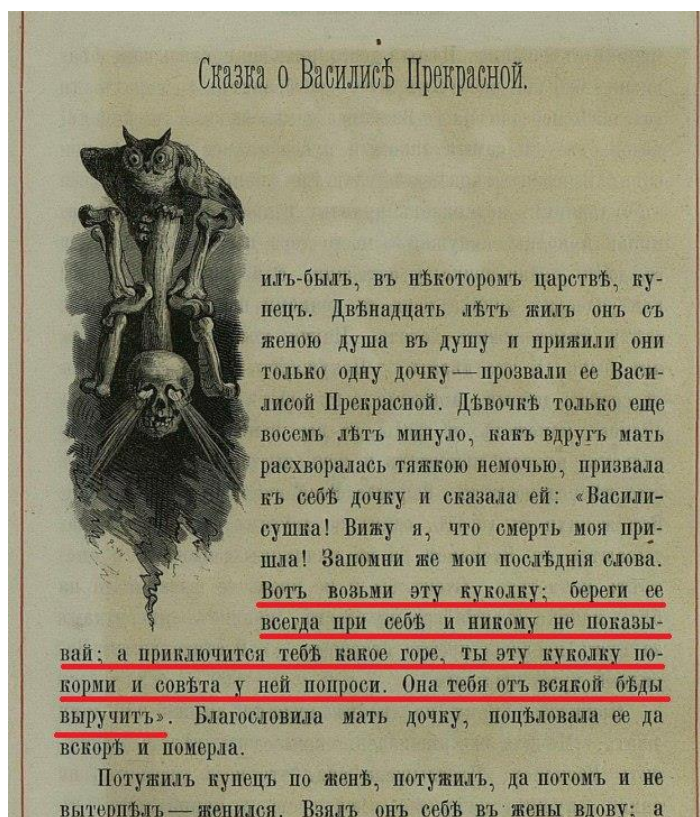 Сказка о Василисѣ Прекрасной.
илъ-былъ, въ нѣкоторомъ царствѣ, ку-
пецъ. Двѣнадцать лѣтъ жилъ онъ съ
женою душа въ душу и прижили они
только одну дочку—прозвали ее Васи-
лисой Прекрасной. Дѣвочкѣ только еще
восемь лѣтъ минуло, какъ вдругъ мать
расхворалась тяжкою немочью, призвала
къ себѣ дочку и сказала ей: «Васили-
сушка! Вижу я, что смерть моя при-
шла! Запомни же мои послѣднія слова.
Вотъ возьми эту куколку; береги ее
всегда при себѣ и никому не показы-
вай; а приключится тебѣ какое горе, ты эту куколку по-
корми и совѣта у ней попроси. Она тебя отъ всякой бѣды
выручитъ». Благословила мать дочку, поцѣловала ее да
вскорѣ и померла.
Потужилъ купецъ по женѣ, потужилъ, да потомъ и не
вытерпѣлъ—женился. Взялъ онъ себѣ въ жены вдову; а